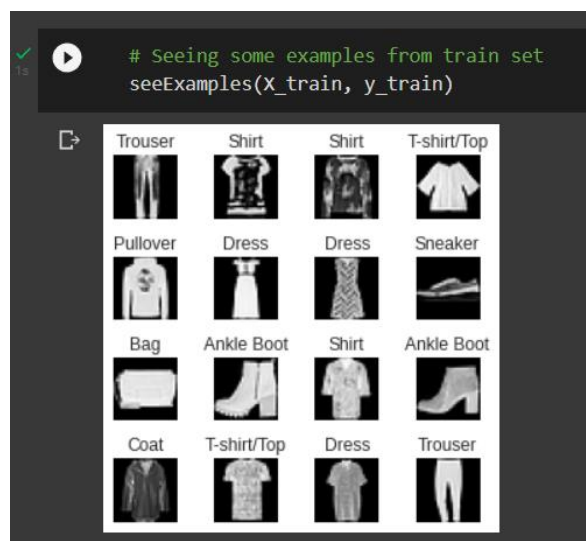 # Seeing some examples from train set
1s
seeExamples(X_train, y_train)
Trouser Shirt Shirt T-shirt/Top
Pullover Dress Dress Sneaker
Bag Ankle Boot Shirt Ankle Boot
Coat T-shirt/Top Dress Trouser